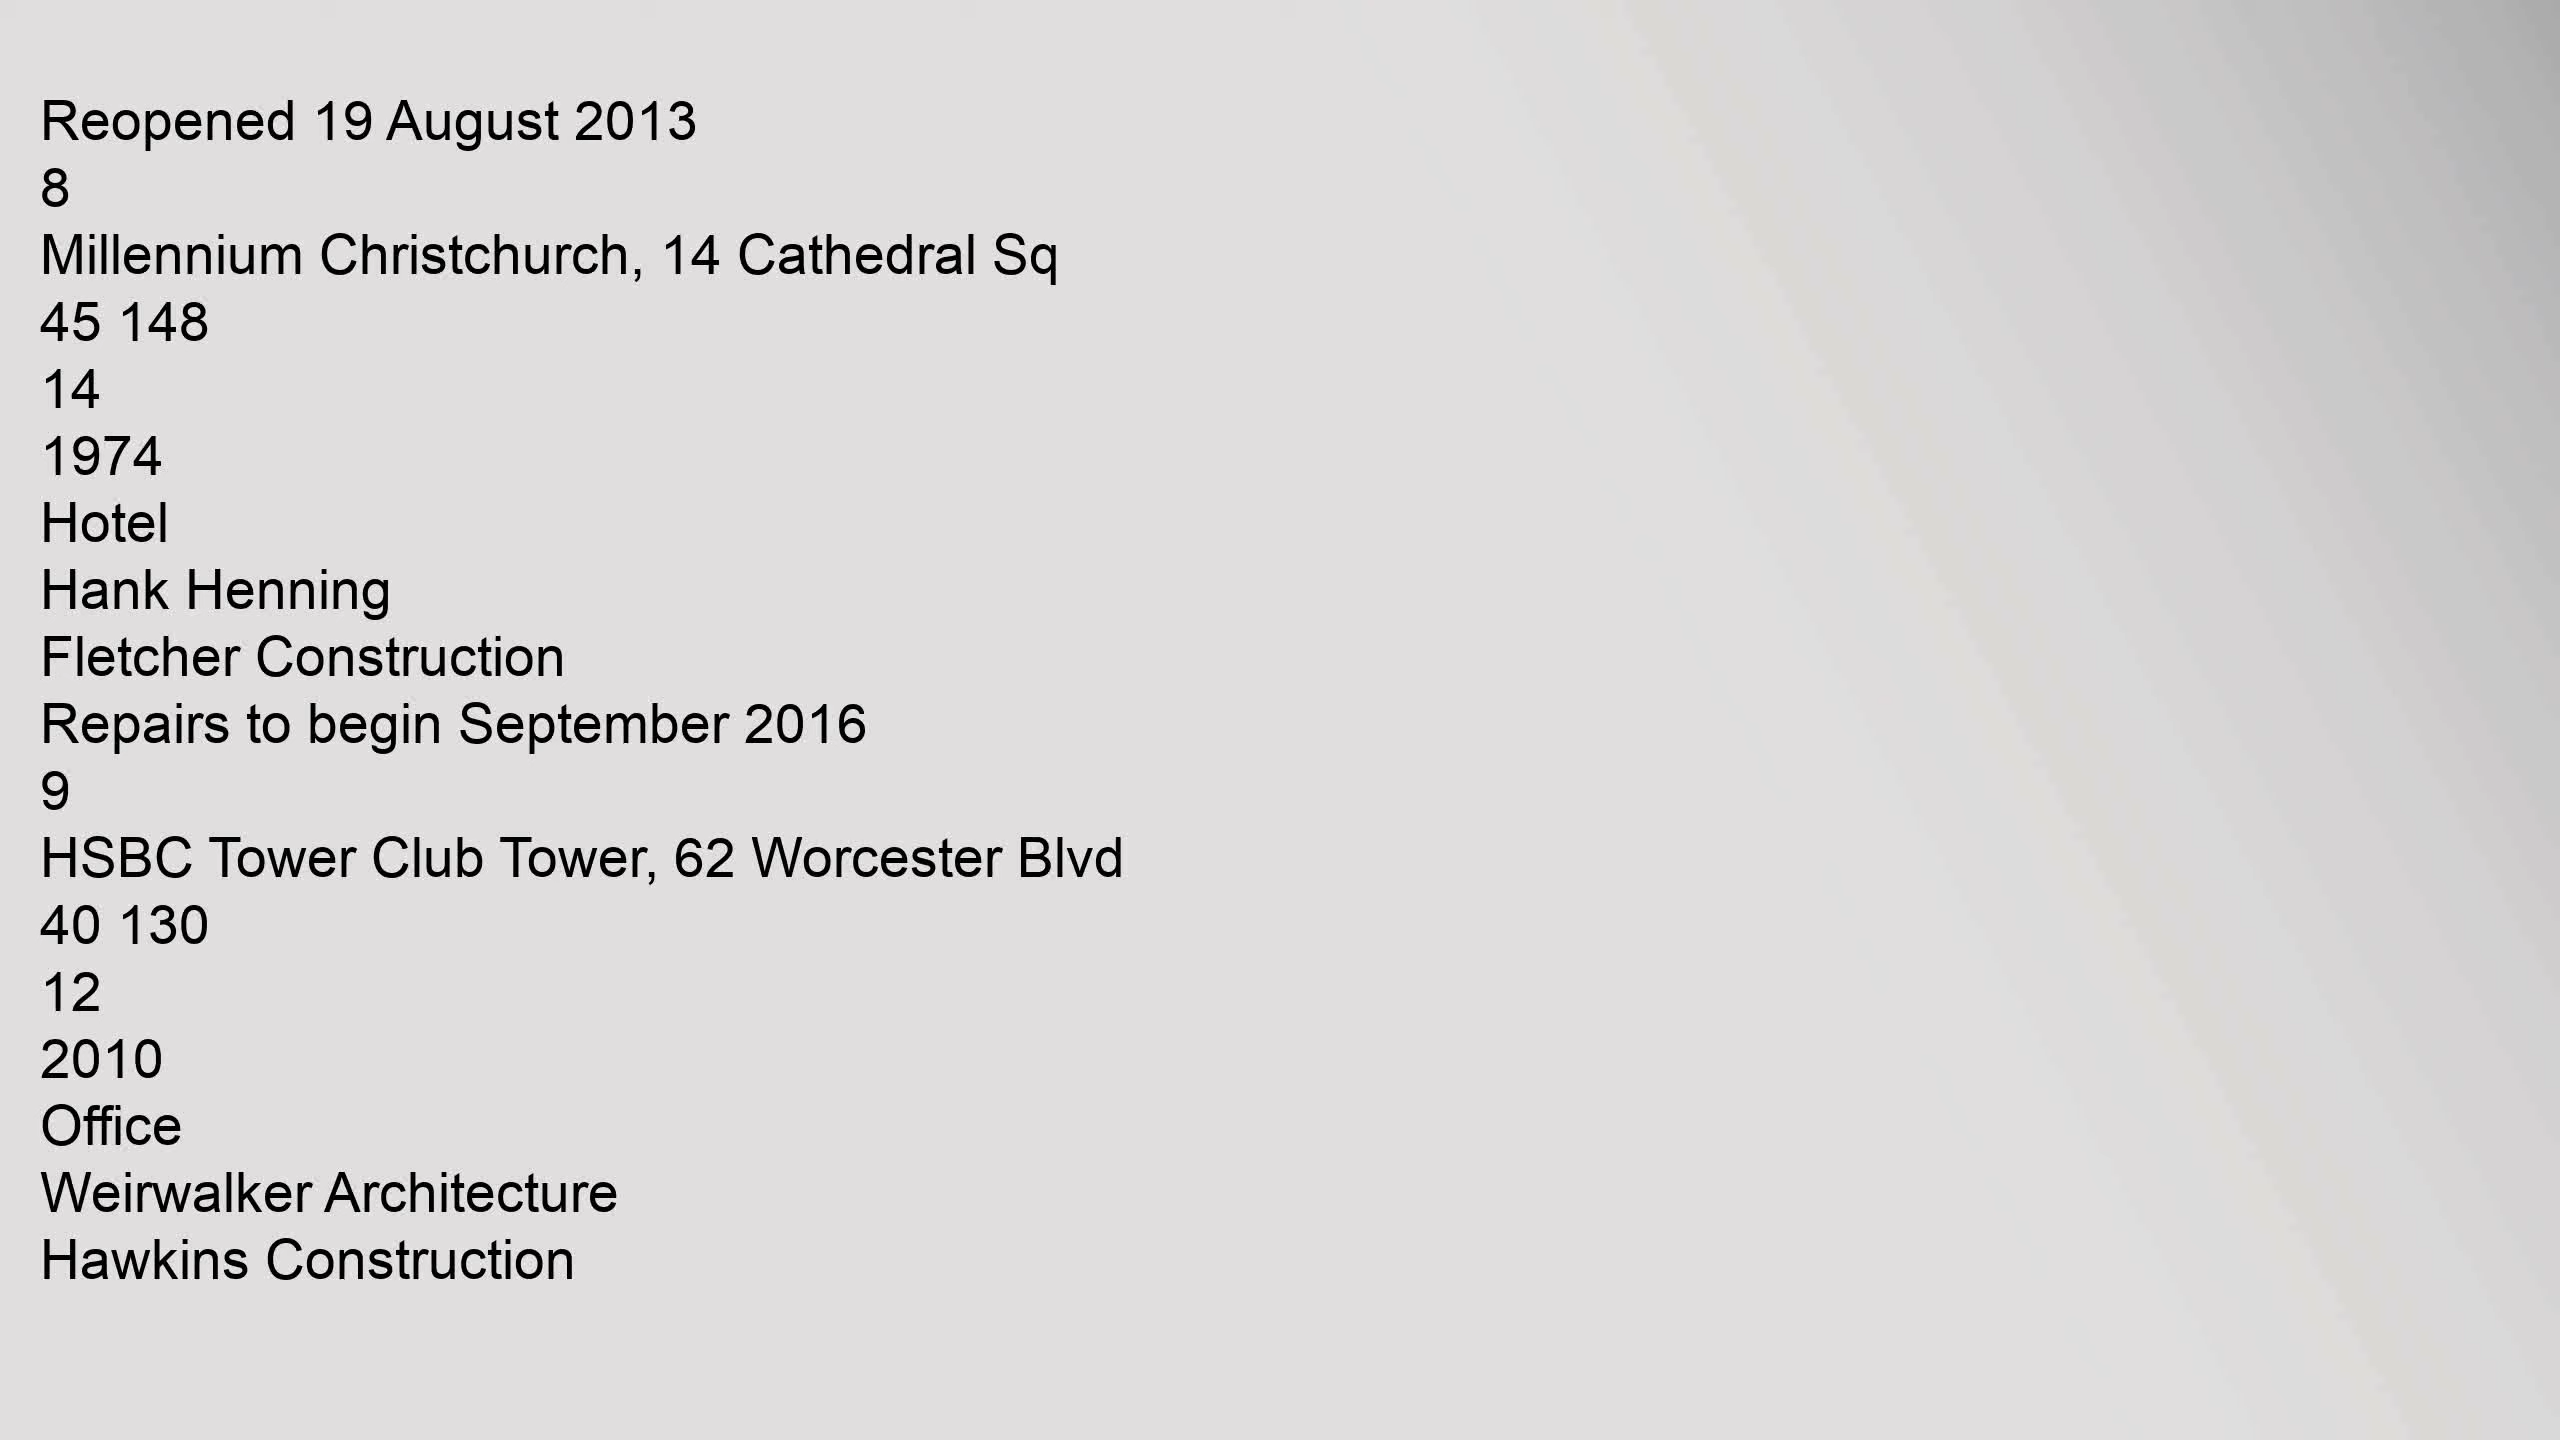 Reopened 19 August 2013
8
Millennium Christchurch, 14 Cathedral Sq
45 148
14
1974
Hotel
Hank Henning
Fletcher Construction
Repairs to begin September 2016
9
HSBC Tower Club Tower, 62 Worcester Blvd
40 130
12
2010
Office
Weirwalker Architecture
Hawkins Construction